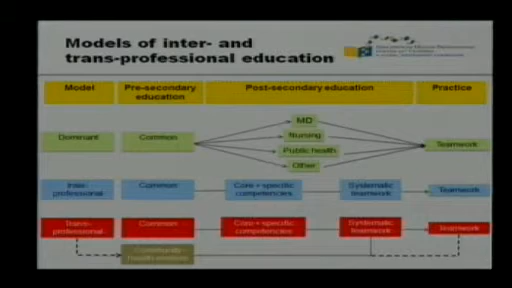 Models of inter- and
trans-professional education
Model
Pre-secondary
education
Post-secondary education
Practice
Dominant
Common
MD
Nursing
Public health
Other
Teamwork
Inter-
professional
Common
Core + specific
competencies
Systematic
teamwork
Teamwork
Trans-
professional
Common
Core + specific
competencies
Systematic
teamwork
Teamwork
Community
health workers